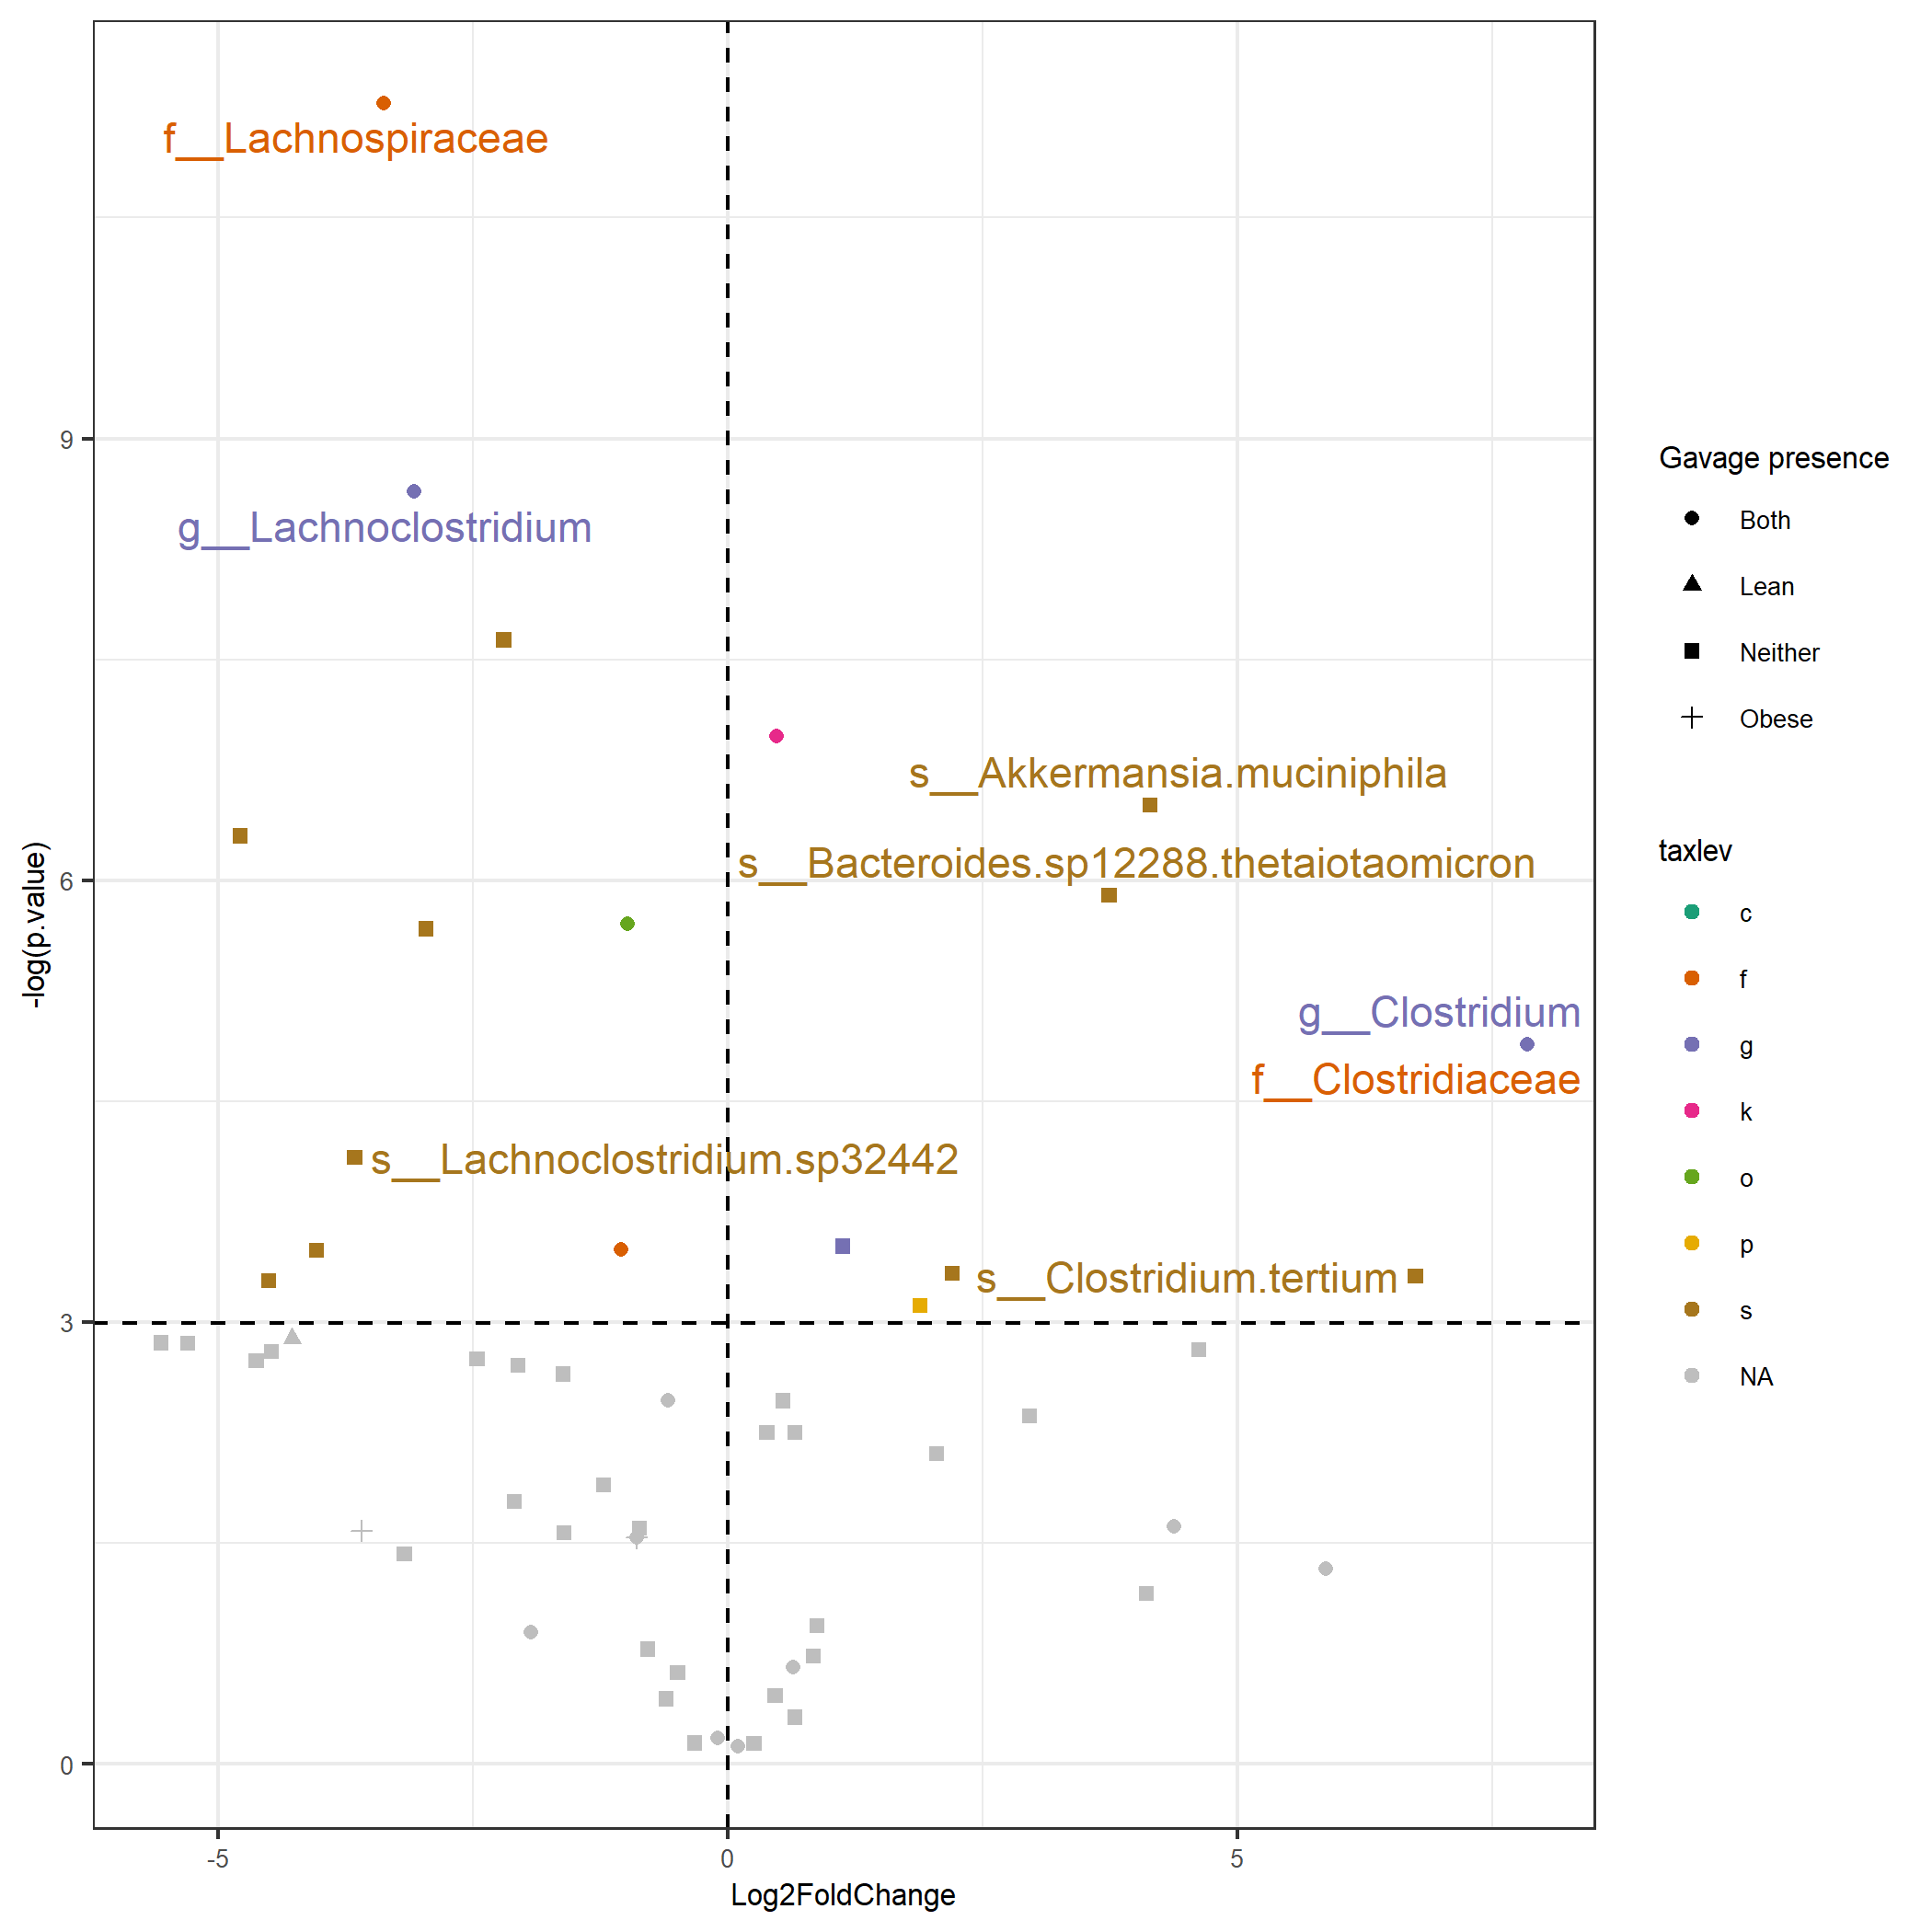 f__Lachnospiraceae
9
g__Lachnoclostridium
Gavage presence
Both
Lean
Neither
Obese
s__Akkermansia.muciniphila
s__Bacteroides.sp12288.thetaiotaomicron
6
-log(p.value)
taxlev
c
f
g
k
o
p
s
NA
g__Clostridium
f__Clostridiaceae
s__Lachnoclostridium.sp32442
s__Clostridium.tertium
3
0
-5
0
5
Log2FoldChange